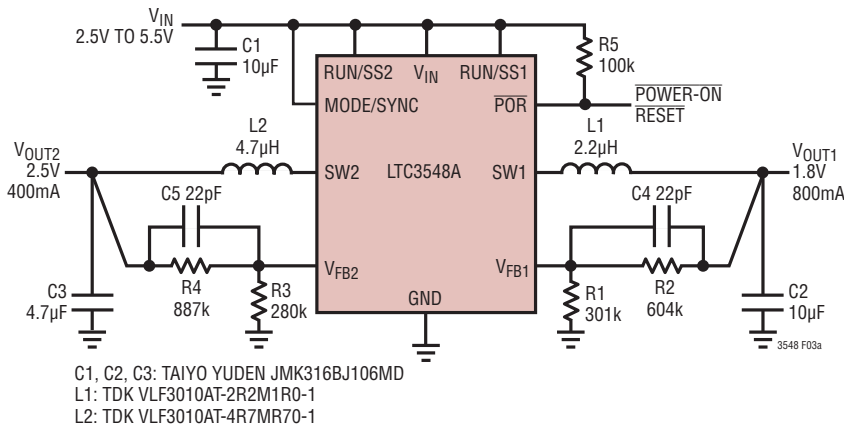 VIN
2.5V TO 5.5V
C1
10µF
R5
100k
RUN/SS2 VIN RUN/SS1
MODE/SYNC
POR
POWER-ON
RESET
L2
4.7µH
L1
2.2µH
VOUT2
2.5V
400mA
SW2 LTC3548A SW1
VOUT1
1.8V
800mA
C5 22pF
C4 22pF
VFB2
VFB1
R4
887k
R3
280k
GND
R1
301k
R2
604k
C3
4.7µF
C2
10µF
3548 F03a
C1, C2, C3: TAIYO YUDEN JMK316BJ106MD
L1: TDK VLF3010AT-2R2M1R0-1
L2: TDK VLF3010AT-4R7MR70-1